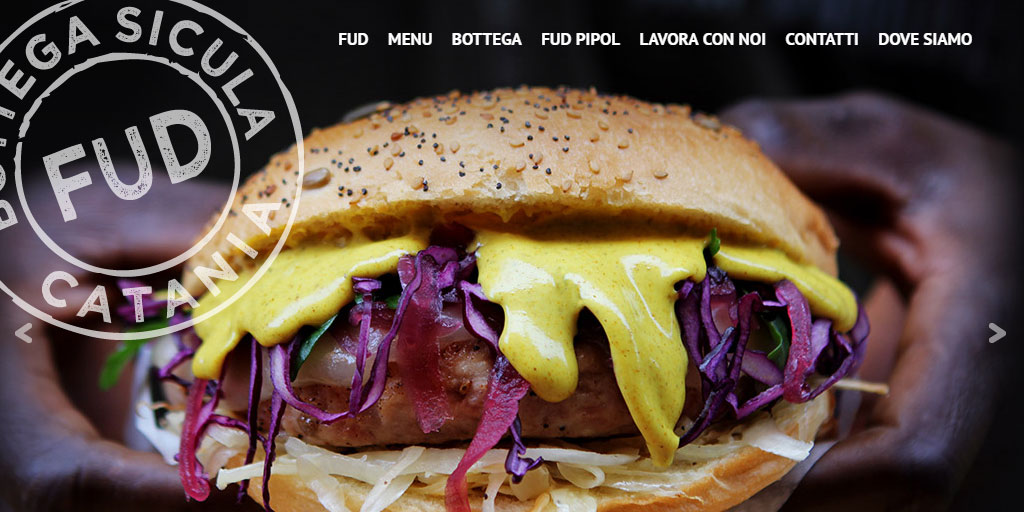 BOTTEGA SICULA
FUD
CATANIA
FUD MENU BOTTEGA FUD PIPOL LAVORA CON NOI CONTATTI DOVE SIAMO